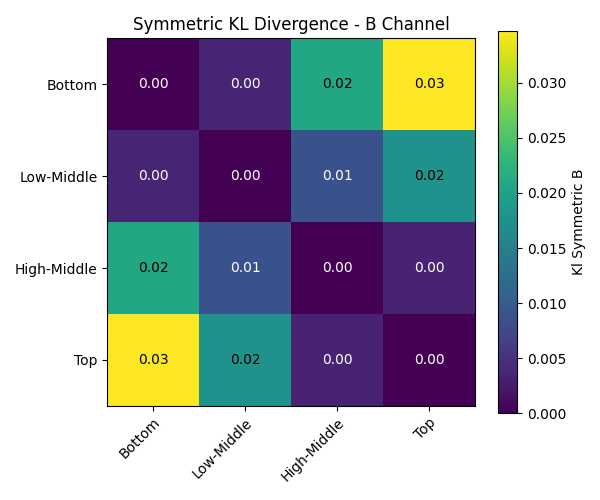 Symmetric KL Divergence - B Channel
Bottom 0.00 0.00 0.02 0.03
Low-Middle 0.00 0.00 0.01 0.02
High-Middle 0.02 0.01 0.00 0.00
Top 0.03 0.02 0.00 0.00
Bottom Low-Middle High-Middle Top
0.030
0.025
0.020
0.015
0.010
0.005
0.000
Kl Symmetric B